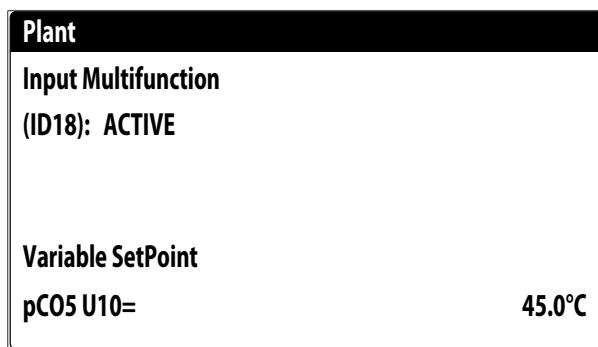 Plant
Input Multifunction
(ID18): ACTIVE
Variable SetPoint
pCO5 U10= 45.0°C